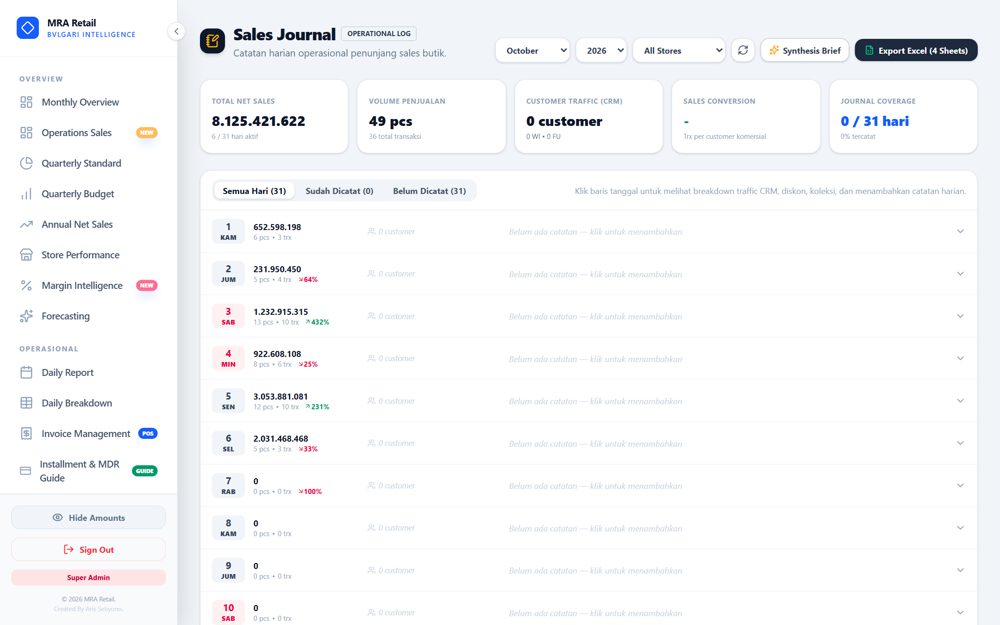 MRA Retail
BVLGARI INTELLIGENCE
OVERVIEW
Monthly Overview
Operations Sales NEW
Quarterly Standard
Quarterly Budget
Annual Net Sales
Store Performance
Margin Intelligence NEW
Forecasting
OPERASIONAL
Daily Report
Daily Breakdown
Invoice Management POS
Installment & MDR
Guide
GUIDE
Hide Amounts
Sign Out
Super Admin
© 2026 MRA Retail.
Created By Aris Setiyono.
Sales Journal OPERATIONAL LOG
Catatan harian operasional penunjang sales butik.
October 2026 All Stores Synthesis Brief Export Excel (4 Sheets)
TOTAL NET SALES
8.125.421.622
6 / 31 hari aktif
VOLUME PENJUALAN
49 pcs
36 total transaksi
CUSTOMER TRAFFIC (CRM)
0 customer
0 WI • 0 FU
SALES CONVERSION
-
Trx per customer komersial
JOURNAL COVERAGE
0 / 31 hari
0% tercatat
Semua Hari (31) Sudah Dicatat (0) Belum Dicatat (31)
Klik baris tanggal untuk melihat breakdown traffic CRM, diskon, koleksi, dan menambahkan catatan harian.
1 KAM
652.598.198
6 pcs • 3 trx
0 customer
Belum ada catatan — klik untuk menambahkan
2 JUM
231.950.450
5 pcs • 4 trx 64%
0 customer
Belum ada catatan — klik untuk menambahkan
3 SAB
1.232.915.315
13 pcs • 10 trx 432%
0 customer
Belum ada catatan — klik untuk menambahkan
4 MIN
922.608.108
8 pcs • 6 trx 25%
0 customer
Belum ada catatan — klik untuk menambahkan
5 SEN
3.053.881.081
12 pcs • 10 trx 231%
0 customer
Belum ada catatan — klik untuk menambahkan
6 SEL
2.031.468.468
5 pcs • 3 trx 33%
0 customer
Belum ada catatan — klik untuk menambahkan
7 RAB
0
0 pcs • 0 trx 100%
0 customer
Belum ada catatan — klik untuk menambahkan
8 KAM
0
0 pcs • 0 trx
0 customer
Belum ada catatan — klik untuk menambahkan
9 JUM
0
0 pcs • 0 trx
0 customer
Belum ada catatan — klik untuk menambahkan
10 SAB
0
0 pcs • 0 trx
0 customer
Belum ada catatan — klik untuk menambahkan